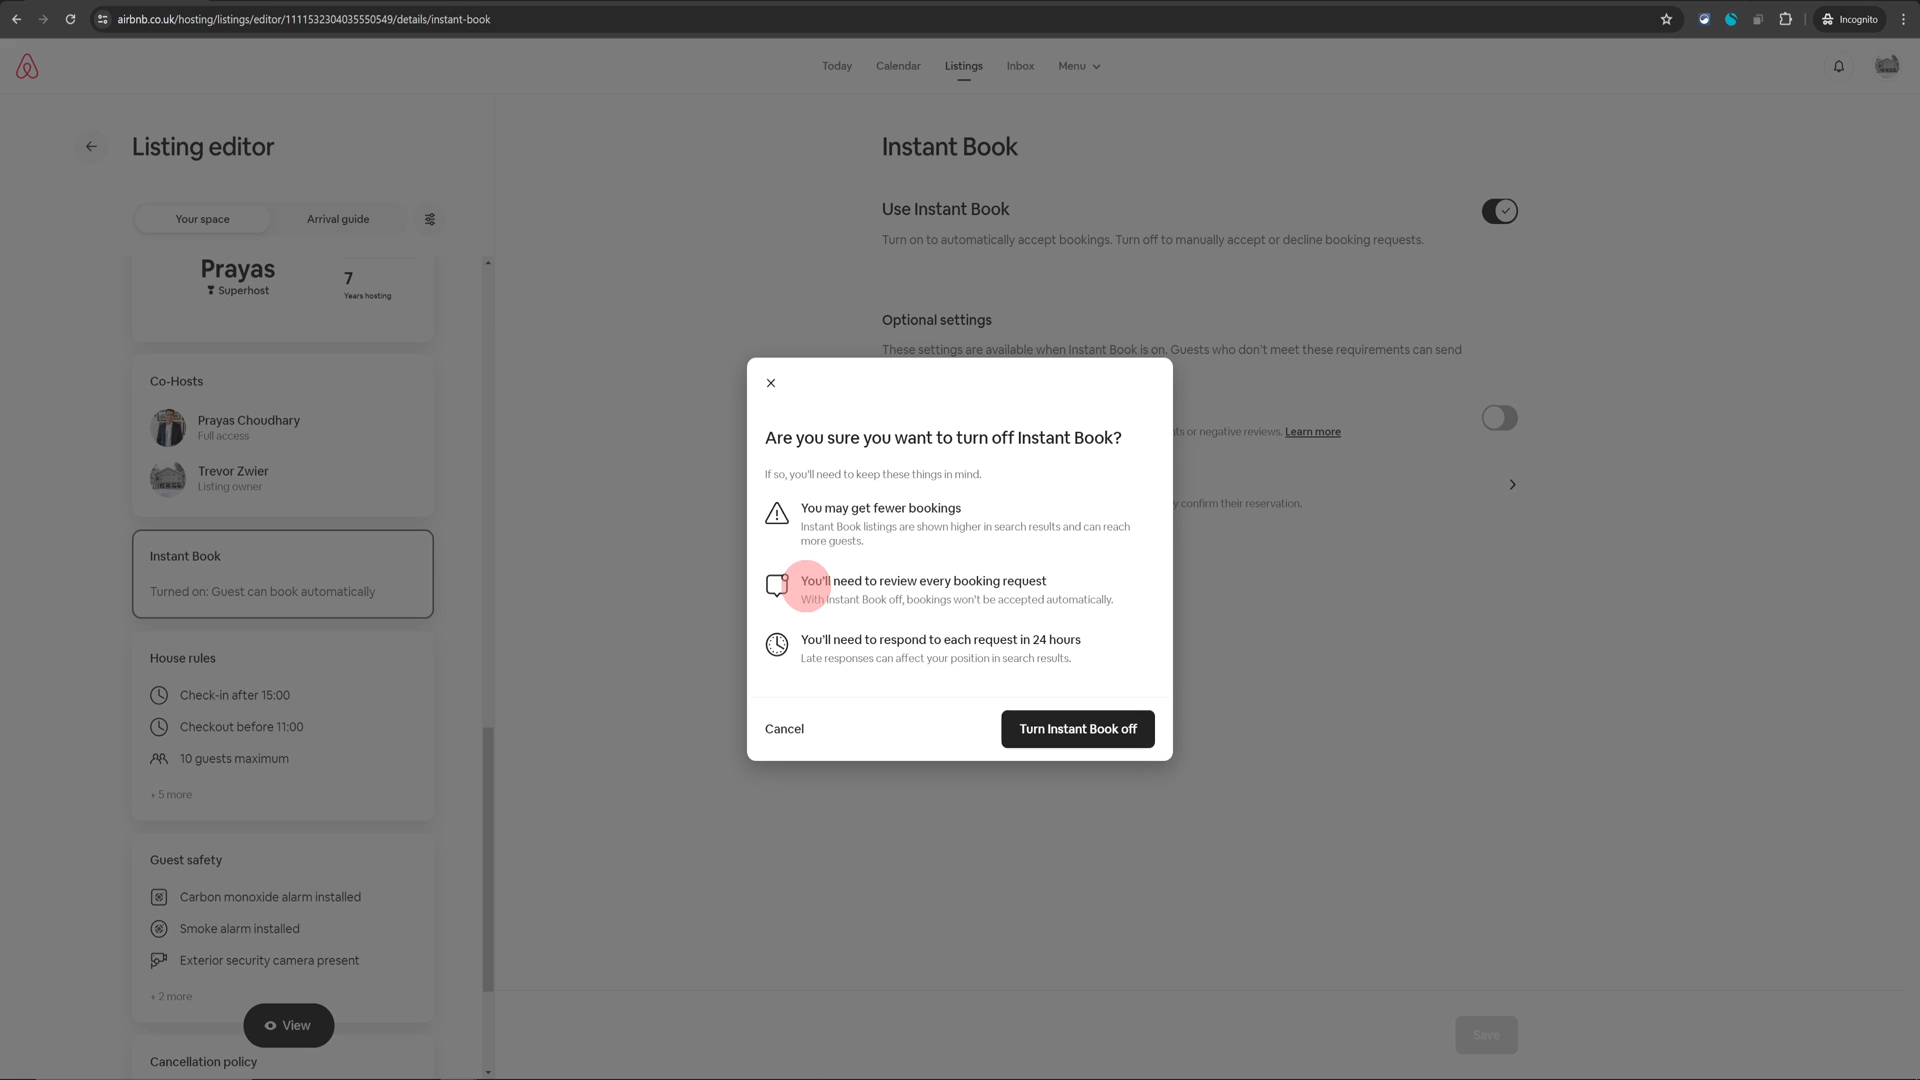 airbnb.co.uk/hosting/listings/editor/1111532304035550549/details/instant-book
Incognito
Today
Calendar
Listings
Inbox
Menu
Listing editor
Your space
Arrival guide
Prayas
Superhost
7
Years hosting
Co-Hosts
Prayas Choudhary
Full access
Trevor Zwier
Listing owner
Instant Book
Turned on: Guest can book automatically
House rules
Check-in after 15:00
Checkout before 11:00
10 guests maximum
+ 5 more
Guest safety
Carbon monoxide alarm installed
Smoke alarm installed
Exterior security camera present
+ 2 more
View
Cancellation policy
Instant Book
Use Instant Book
Turn on to automatically accept bookings. Turn off to manually accept or decline booking requests.
Optional settings
These settings are available when Instant Book is on. Guests who don't meet these requirements can send
or negative reviews. Learn more
confirm their reservation.
Are you sure you want to turn off Instant Book?
If so, you'll need to keep these things in mind.
You may get fewer bookings
Instant Book listings are shown higher in search results and can reach
more guests.
You'll need to review every booking request
With Instant Book off, bookings won't be accepted automatically.
You'll need to respond to each request in 24 hours
Late responses can affect your position in search results.
Cancel
Turn Instant Book off
Save